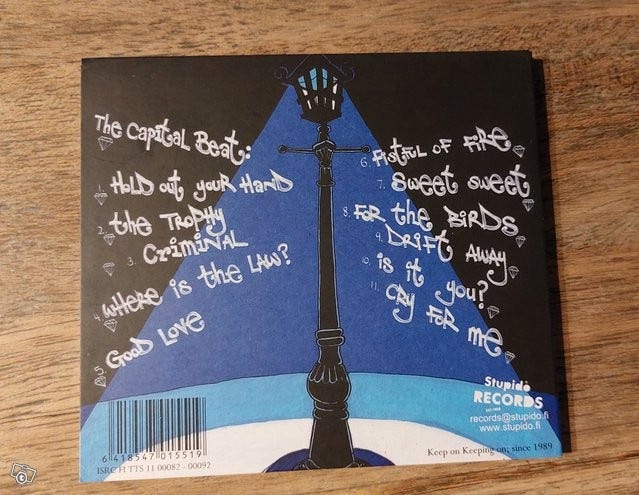 The Capital Beat:
1. Hold out your Hand
2. the Trophy
3. Criminal
4. where is the Law?
5. Good Love
6. Fistful of Fire
7. Sweet sweet
8. For the Birds
9. Drift Away
10. is it you?
11. Cry For me
Stupido
RECORDS
records@stupido.fi
www.stupido.fi
6 418547 015519
ISRC H TTS 11 00082 - 00092
Keep on Keeping on; since 1989